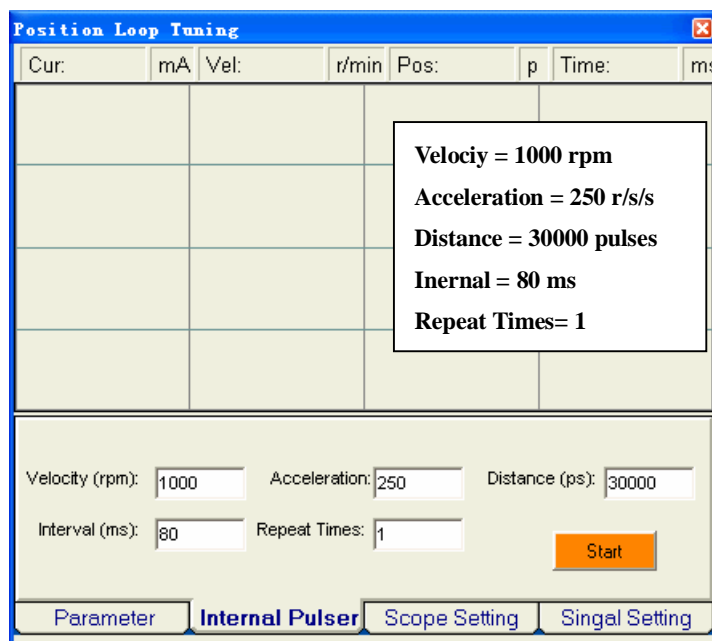 Position Loop Tuning
Cur: mA Vel: r/min Pos: p Time: ms
Velociy = 1000 rpm
Acceleration = 250 r/s/s
Distance = 30000 pulses
Inernal = 80 ms
Repeat Times= 1
Velocity (rpm): 1000 Acceleration: 250 Distance (ps): 30000
Interval (ms): 80 Repeat Times: 1
Start
Parameter Internal Pulser Scope Setting Singal Setting